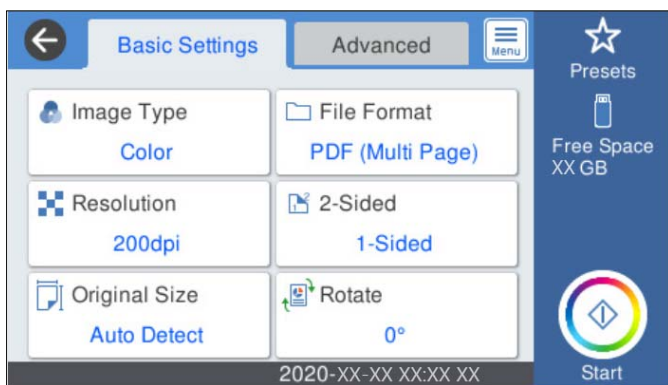 Basic Settings
Advanced
Menu
Presets
Image Type
Color
File Format
PDF (Multi Page)
Free Space
XX GB
Resolution
200dpi
2-Sided
1-Sided
Original Size
Auto Detect
Rotate
0°
Start
2020-XX-XX XX:XX XX